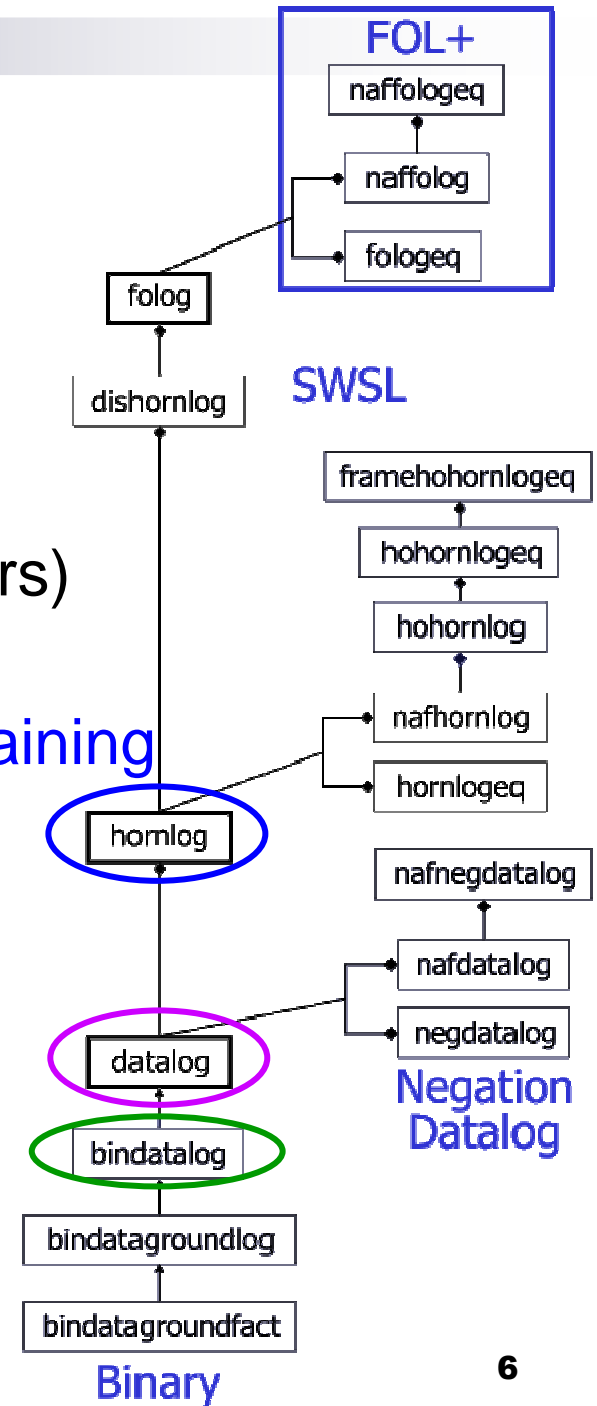 FOL+
naffologeq
naffolog
fologeq
folog
dishornlog
SWSL
framehohornlogeq
hohornlogeq
rs)
hohornlog
nafhornlog
aining
hornlogeq
hornlog
nafnegdatalog
nafdatalog
negdatalog
datalog
Negation
Datalog
bindatalog
bindatagroundlog
bindatagroundfact
Binary
6